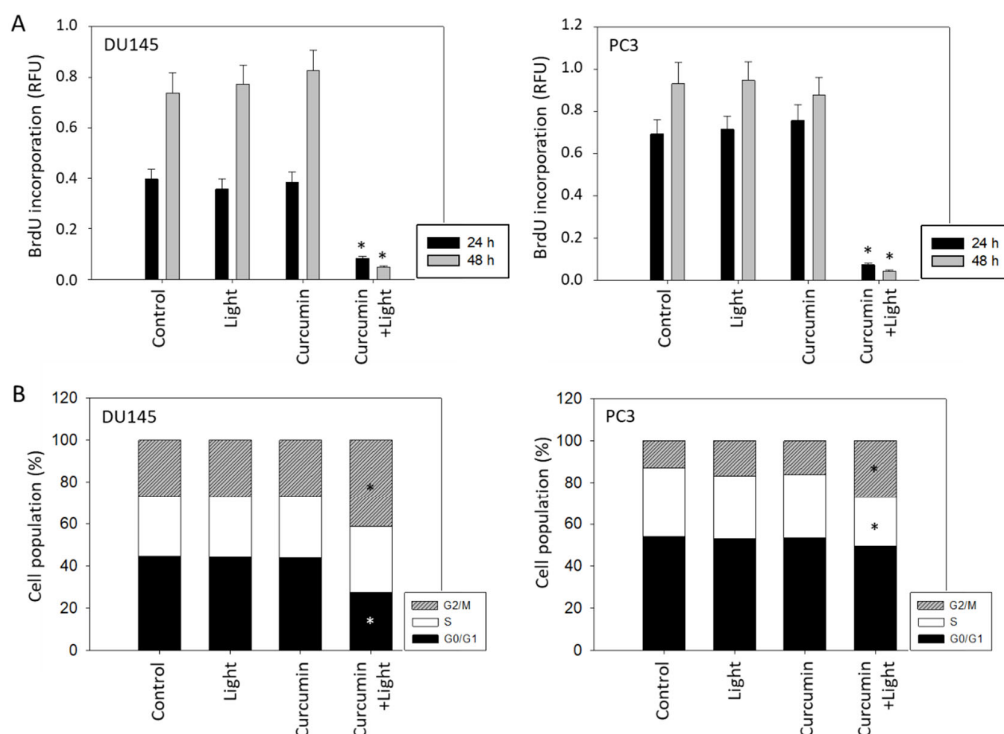 A
DU145
BrdU incorporation (RFU)
1.0
0.8
0.6
0.4
0.2
0.0
*
*
24 h
48 h
Control
Light
Curcumin
Curcumin
+Light
PC3
BrdU incorporation (RFU)
1.2
1.0
0.8
0.6
0.4
0.2
0.0
*
*
24 h
48 h
Control
Light
Curcumin
Curcumin
+Light
B
DU145
Cell population (%)
120
100
80
60
40
20
0
*
*
G2/M
S
G0/G1
Control
Light
Curcumin
Curcumin
+Light
PC3
Cell population (%)
120
100
80
60
40
20
0
*
*
G2/M
S
G0/G1
Control
Light
Curcumin
Curcumin
+Light